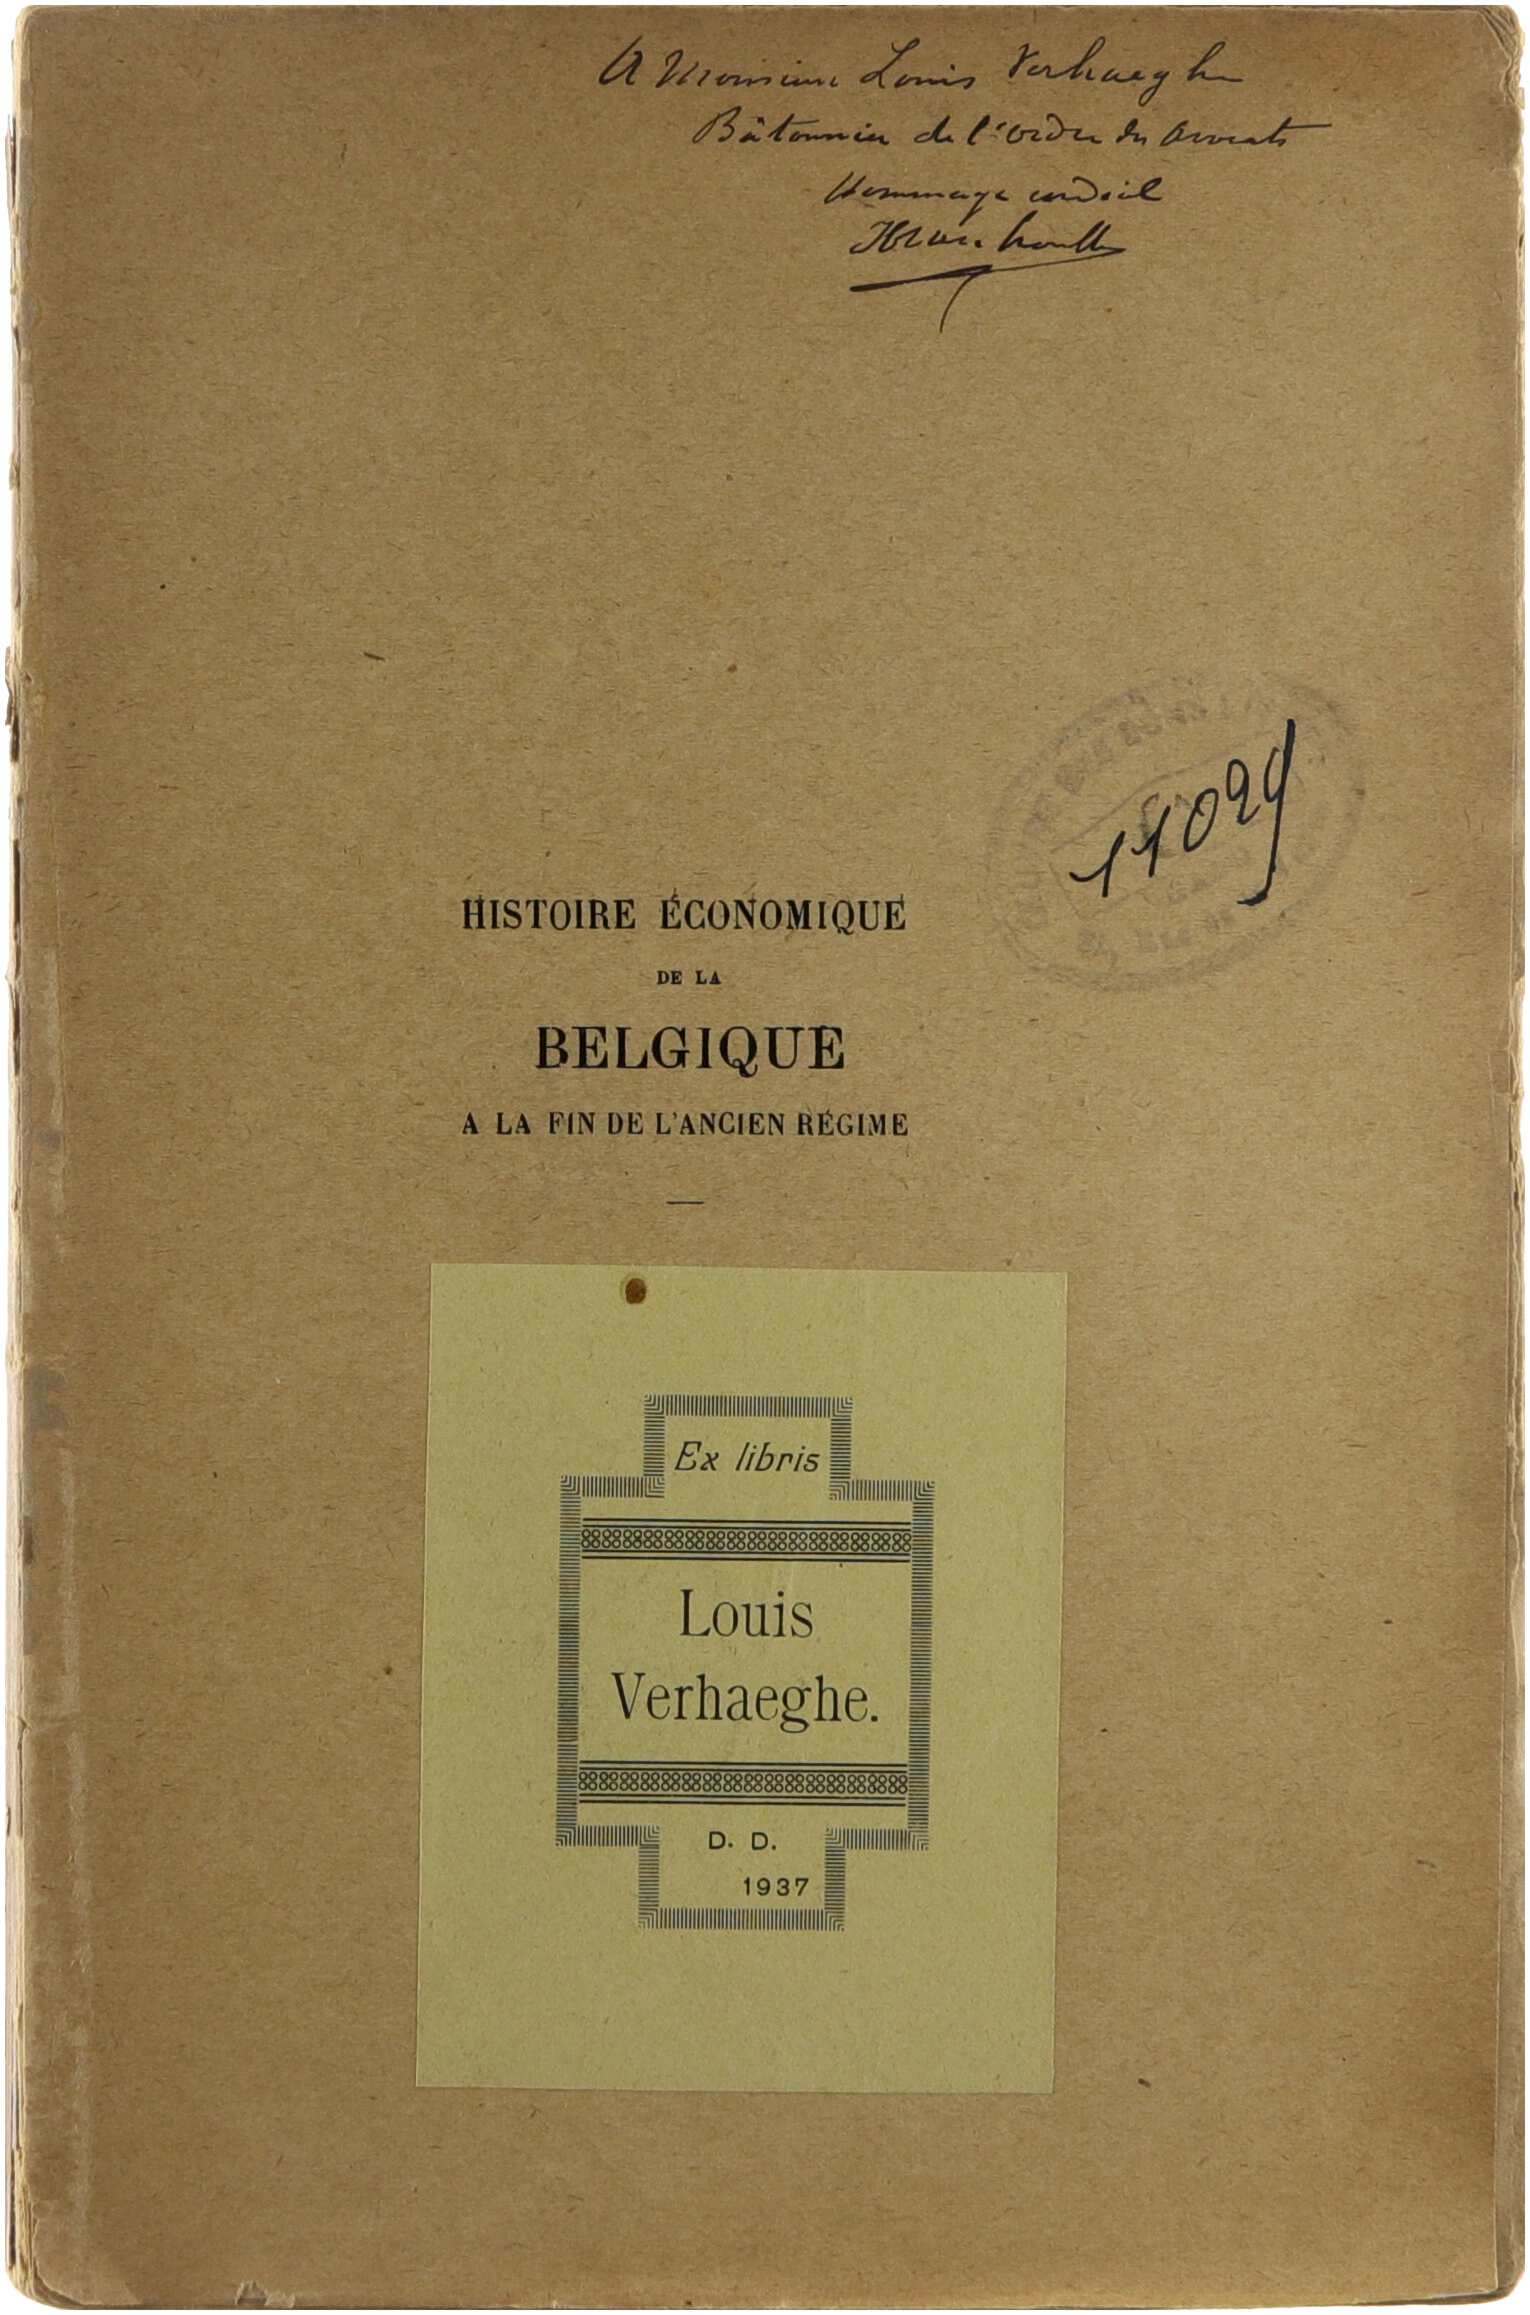 A Monsieur Louis Verhaeghe
Bâtonnier de l'ordre des Avocats
Hommage cordial
11029
HISTOIRE ÉCONOMIQUE
DE LA
BELGIQUE
A LA FIN DE L'ANCIEN RÉGIME
Ex libris
Louis
Verhaeghe.
D. D.
1937